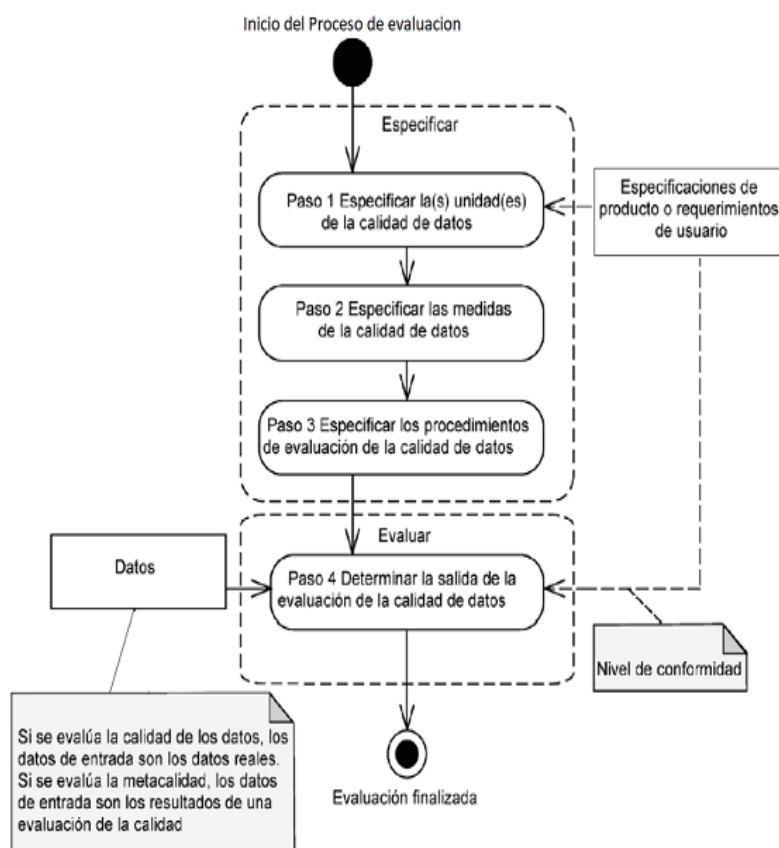 Inicio del Proceso de evaluacion
Especificar
Paso 1 Especificar la(s) unidad(es)
de la calidad de datos
Especificaciones de
producto o requerimientos
de usuario
Paso 2 Especificar las medidas
de la calidad de datos
Paso 3 Especificar los procedimientos
de evaluación de la calidad de datos
Evaluar
Datos
Paso 4 Determinar la salida de la
evaluación de la calidad de datos
Nivel de conformidad
Si se evalúa la calidad de los datos, los
datos de entrada son los datos reales.
Si se evalúa la metacalidad, los datos
de entrada son los resultados de una
evaluación de la calidad
Evaluación finalizada